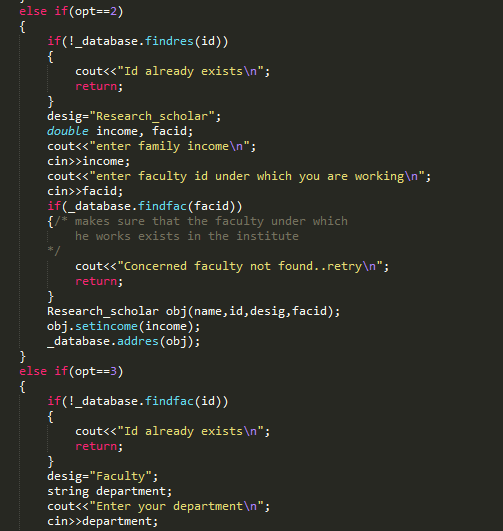 else if(opt==2)
{
if(!_database.findres(id))
{
cout<<"Id already exists\n";
return;
}
desig="Research_scholar";
double income, facid;
cout<<"enter family income\n";
cin>>income;
cout<<"enter faculty id under which you are working\n";
cin>>facid;
if(_database.findfac(facid))
{/* makes sure that the faculty under which
he works exists in the institute
*/
cout<<"Concerned faculty not found..retry\n";
return;
}
Research_scholar obj(name,id,desig,facid);
obj.setincome(income);
_database.addres(obj);
}
else if(opt==3)
{
if(!_database.findfac(id))
{
cout<<"Id already exists\n";
return;
}
desig="Faculty";
string department;
cout<<"Enter your department\n";
cin>>department;